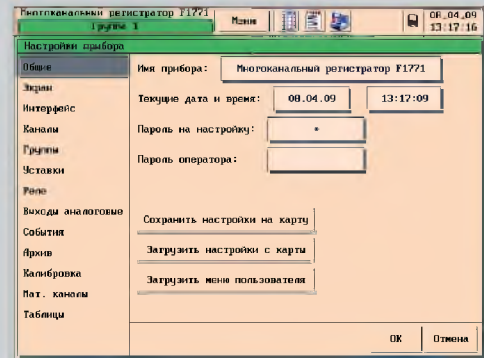 Многоканальный регистратор F1771
Группа 1
Меню
08.04.09
13:17:16
Настройки прибора
Общие
Экран
Интерфейс
Каналы
Группы
Уставки
Реле
Выходы аналоговые
События
Архив
Калибровка
Мат. каналы
Таблицы
Имя прибора: Многоканальный регистратор F1771
Текущие дата и время: 08.04.09 13:17:09
Пароль на настройку: *
Пароль оператора:
Сохранить настройки на карту
Загрузить настройки с карты
Загрузить меню пользователя
ОК Отмена